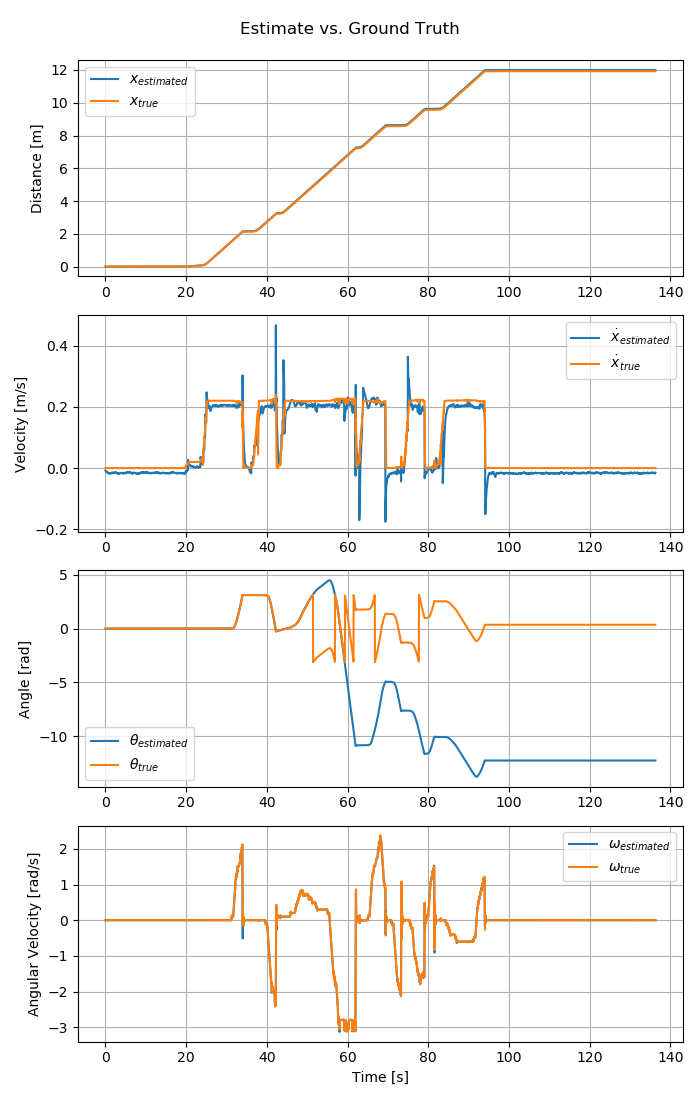 Estimate vs. Ground Truth
12
10
8
6
4
2
0
Distance [m]
x_estimated
x_true
0 20 40 60 80 100 120 140
0.4
0.2
0.0
−0.2
Velocity [m/s]
ẋ_estimated
ẋ_true
0 20 40 60 80 100 120 140
5
0
−5
−10
Angle [rad]
θ_estimated
θ_true
0 20 40 60 80 100 120 140
2
1
0
−1
−2
−3
Angular Velocity [rad/s]
ω_estimated
ω_true
0 20 40 60 80 100 120 140
Time [s]